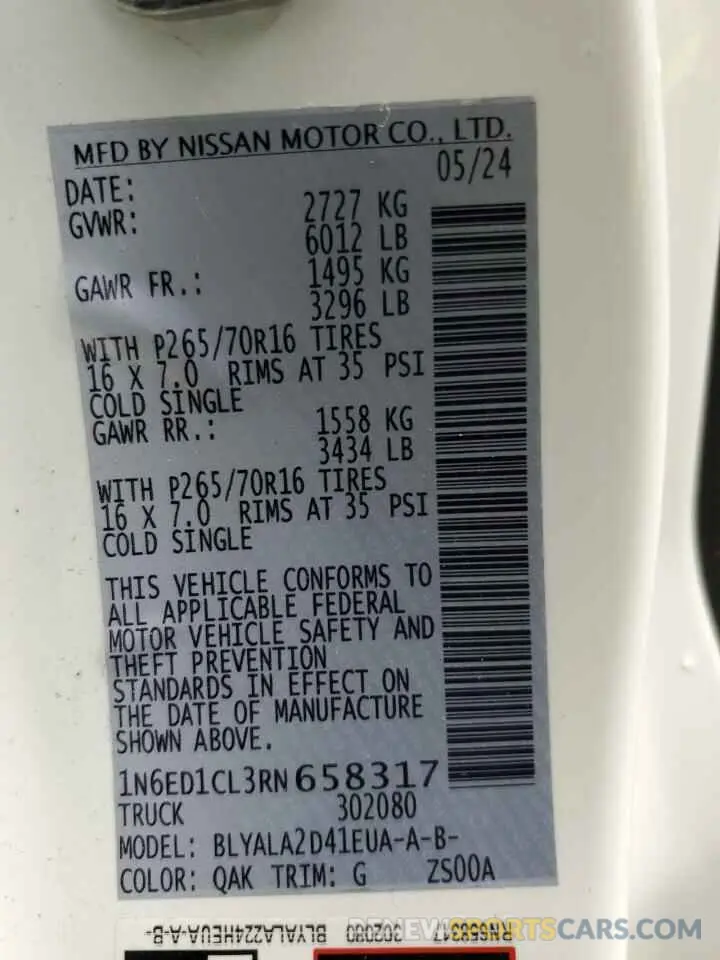 MFD BY NISSAN MOTOR CO., LTD.
DATE: 05/24
GVWR: 2727 KG
6012 LB
GAWR FR.: 1495 KG
3296 LB
WITH P265/70R16 TIRES
16 X 7.0 RIMS AT 35 PSI
COLD SINGLE
GAWR RR.: 1558 KG
3434 LB
WITH P265/70R16 TIRES
16 X 7.0 RIMS AT 35 PSI
COLD SINGLE
THIS VEHICLE CONFORMS TO
ALL APPLICABLE FEDERAL
MOTOR VEHICLE SAFETY AND
THEFT PREVENTION
STANDARDS IN EFFECT ON
THE DATE OF MANUFACTURE
SHOWN ABOVE.
1N6ED1CL3RN658317
TRUCK 302080
MODEL: BLYALA2D41EUA-A-B-
COLOR: QAK TRIM: G ZS00A
RN658317 302080 BLYALA224HEUA-A-B-
RENEWSUSEDCARS.COM